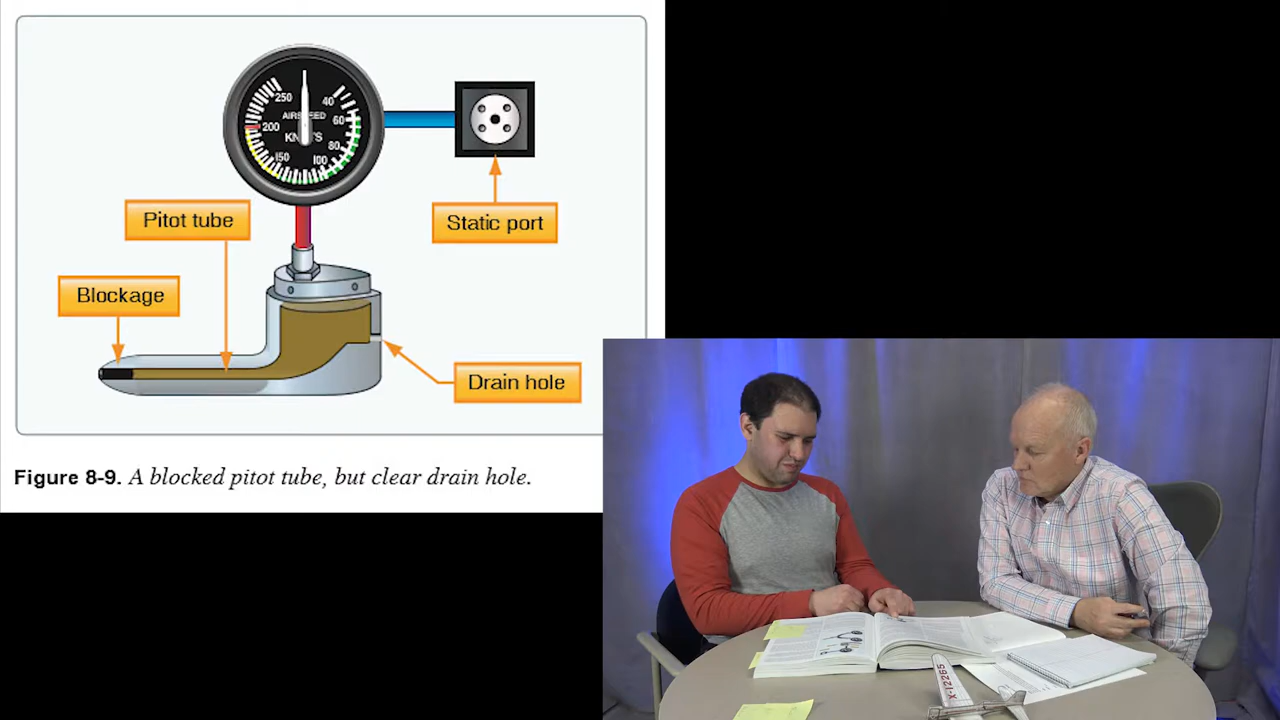 250
40
AIRSPEED
60
200
KNOTS
80
150
100
Pitot tube
Static port
Blockage
Drain hole
Figure 8-9. A blocked pitot tube, but clear drain hole.
X-12265